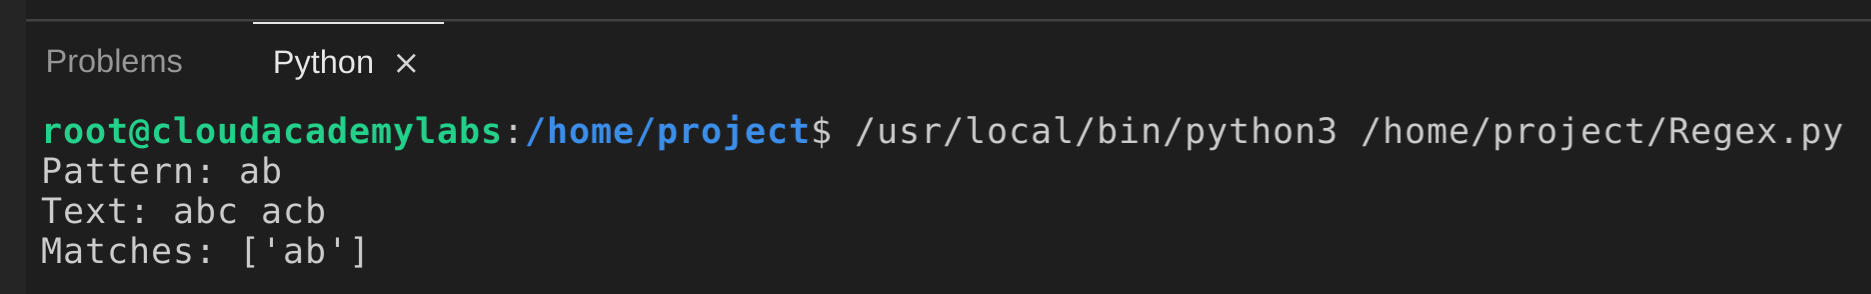 Problems Python ×
root@cloudacademylabs:/home/project$ /usr/local/bin/python3 /home/project/Regex.py
Pattern: ab
Text: abc acb
Matches: ['ab']